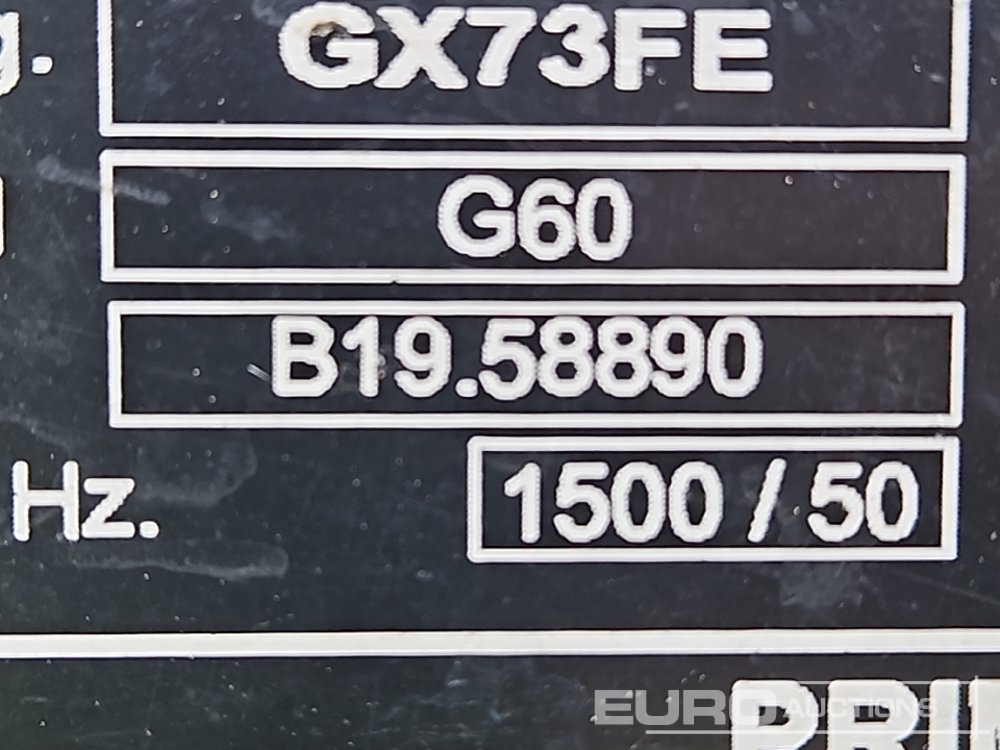 GX73FE
G60
B19.58890
Hz. 1500 / 50
EURO AUCTIONS